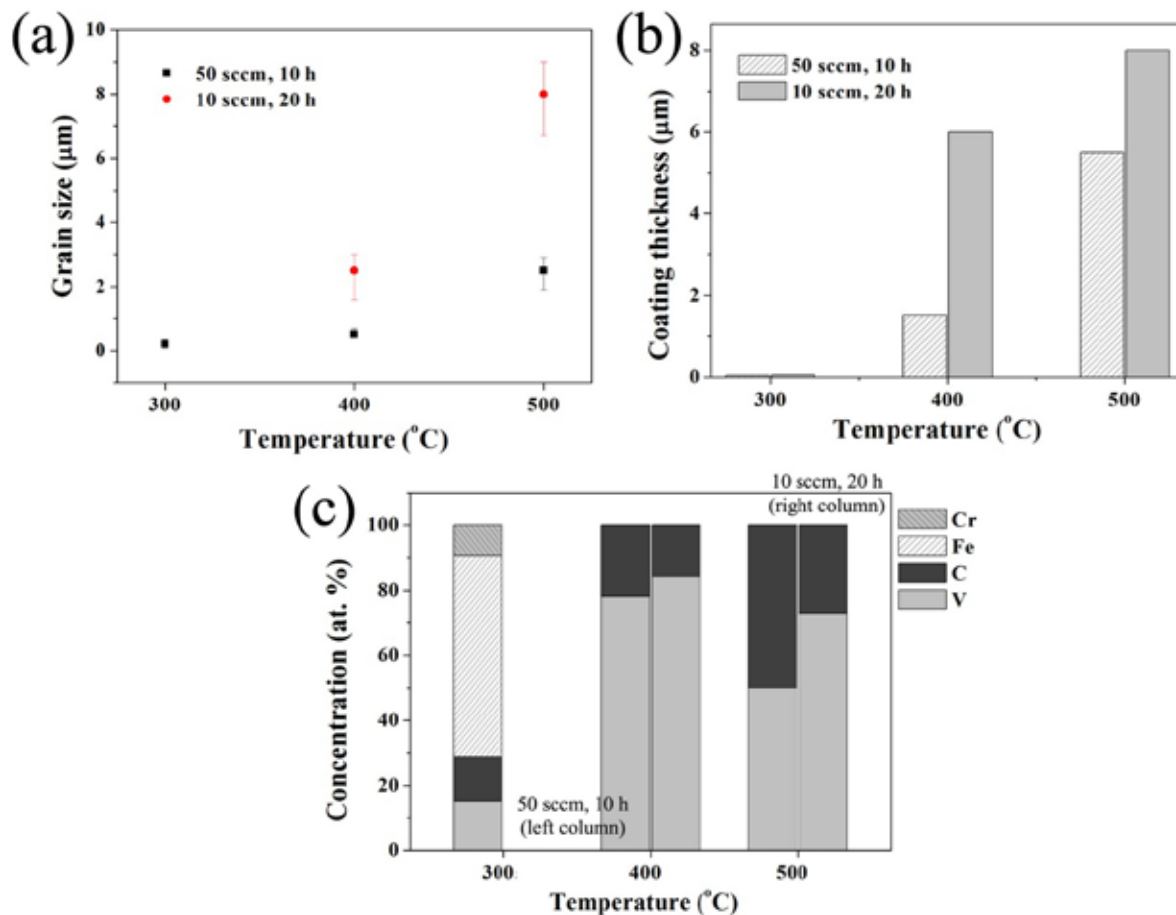 (a)
10
8
6
4
2
0
Grain size (μm)
50 sccm, 10 h
10 sccm, 20 h
300
400
500
Temperature (°C)
(b)
8
6
4
2
0
Coating thickness (μm)
50 sccm, 10 h
10 sccm, 20 h
300
400
500
Temperature (°C)
(c)
100
80
60
40
20
0
Concentration (at. %)
10 sccm, 20 h
(right column)
Cr
Fe
C
V
50 sccm, 10 h
(left column)
300
400
500
Temperature (°C)